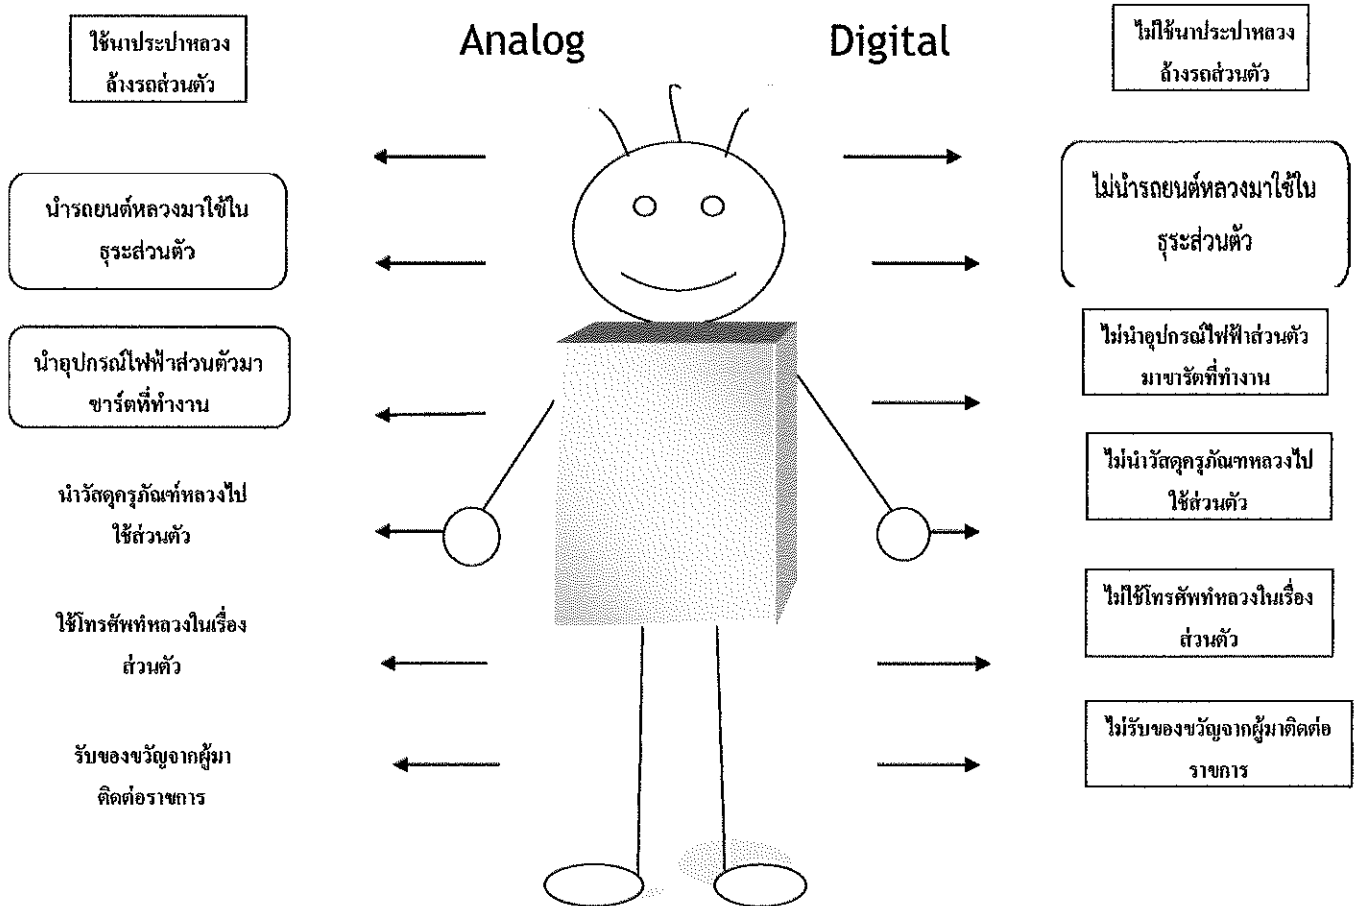 Analog
Digital
ใช้นาประปาหลวง
ล้างรถส่วนตัว
ไม่ใช้นาประปาหลวง
ล้างรถส่วนตัว
นำรถยนต์หลวงมาใช้ใน
ธุระส่วนตัว
ไม่นำรถยนต์หลวงมาใช้ใน
ธุระส่วนตัว
นำอุปกรณ์ไฟฟ้าส่วนตัวมา
ชาร์ตที่ทำงาน
ไม่นำอุปกรณ์ไฟฟ้าส่วนตัว
มาชารัตที่ทำงาน
นำวัสดุครุภัณฑ์หลวงไป
ใช้ส่วนตัว
ไม่นำวัสดุครุภัณฑหลวงไป
ใช้ส่วนตัว
ใช้โทรศัพท์หลวงในเรื่อง
ส่วนตัว
ไม่ใช้โทรศัพท์หลวงในเรื่อง
ส่วนตัว
รับของขวัญจากผู้มา
ติดต่อราชการ
ไม่รับของขวัญจากผู้มาติดต่อ
ราชการ